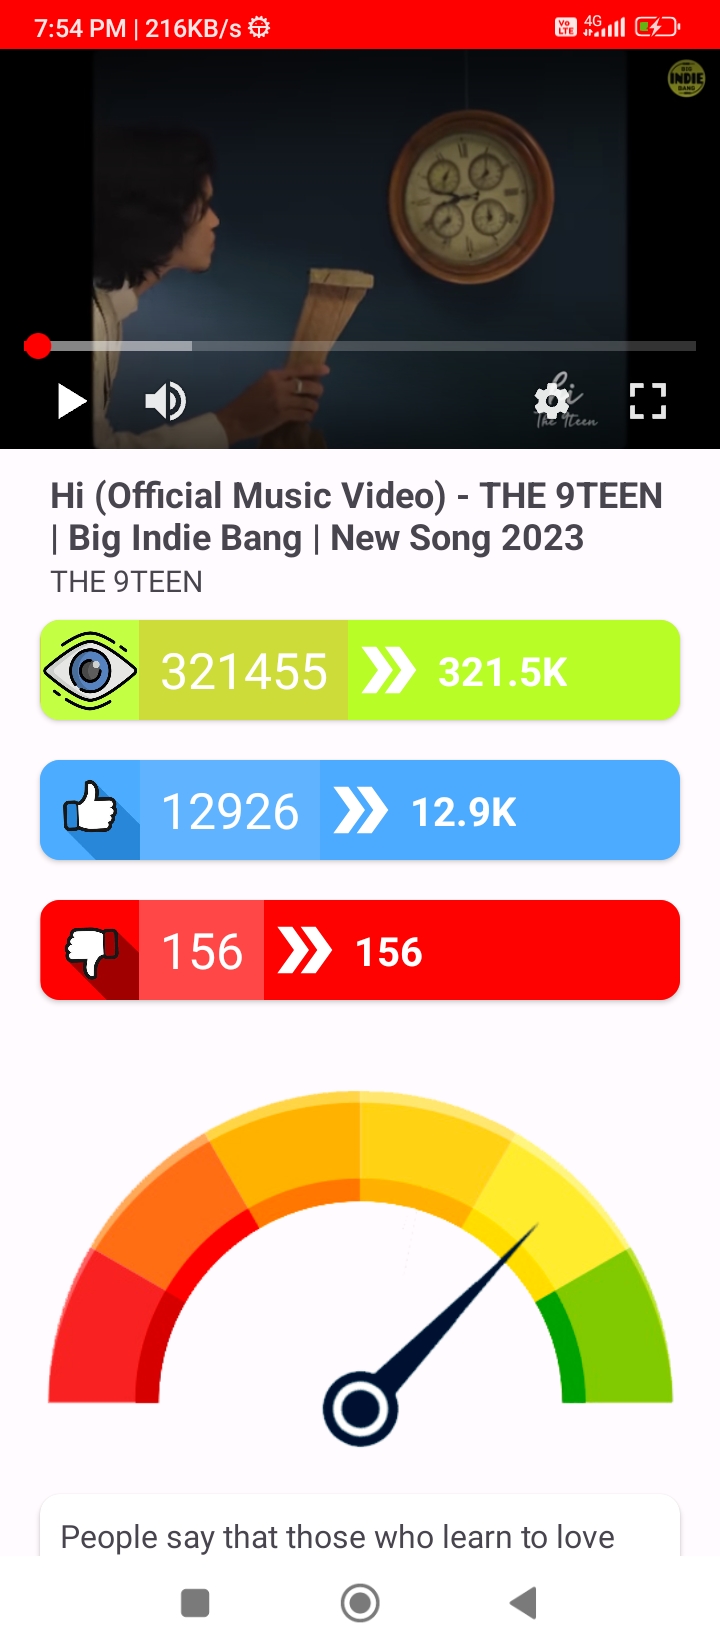 7:54 PM | 216KB/s
Vo LTE 4G
BIG
INDIE
BANG
Hi
The 9teen
Hi (Official Music Video) - THE 9TEEN
| Big Indie Bang | New Song 2023
THE 9TEEN
321455 321.5K
12926 12.9K
156 156
People say that those who learn to love